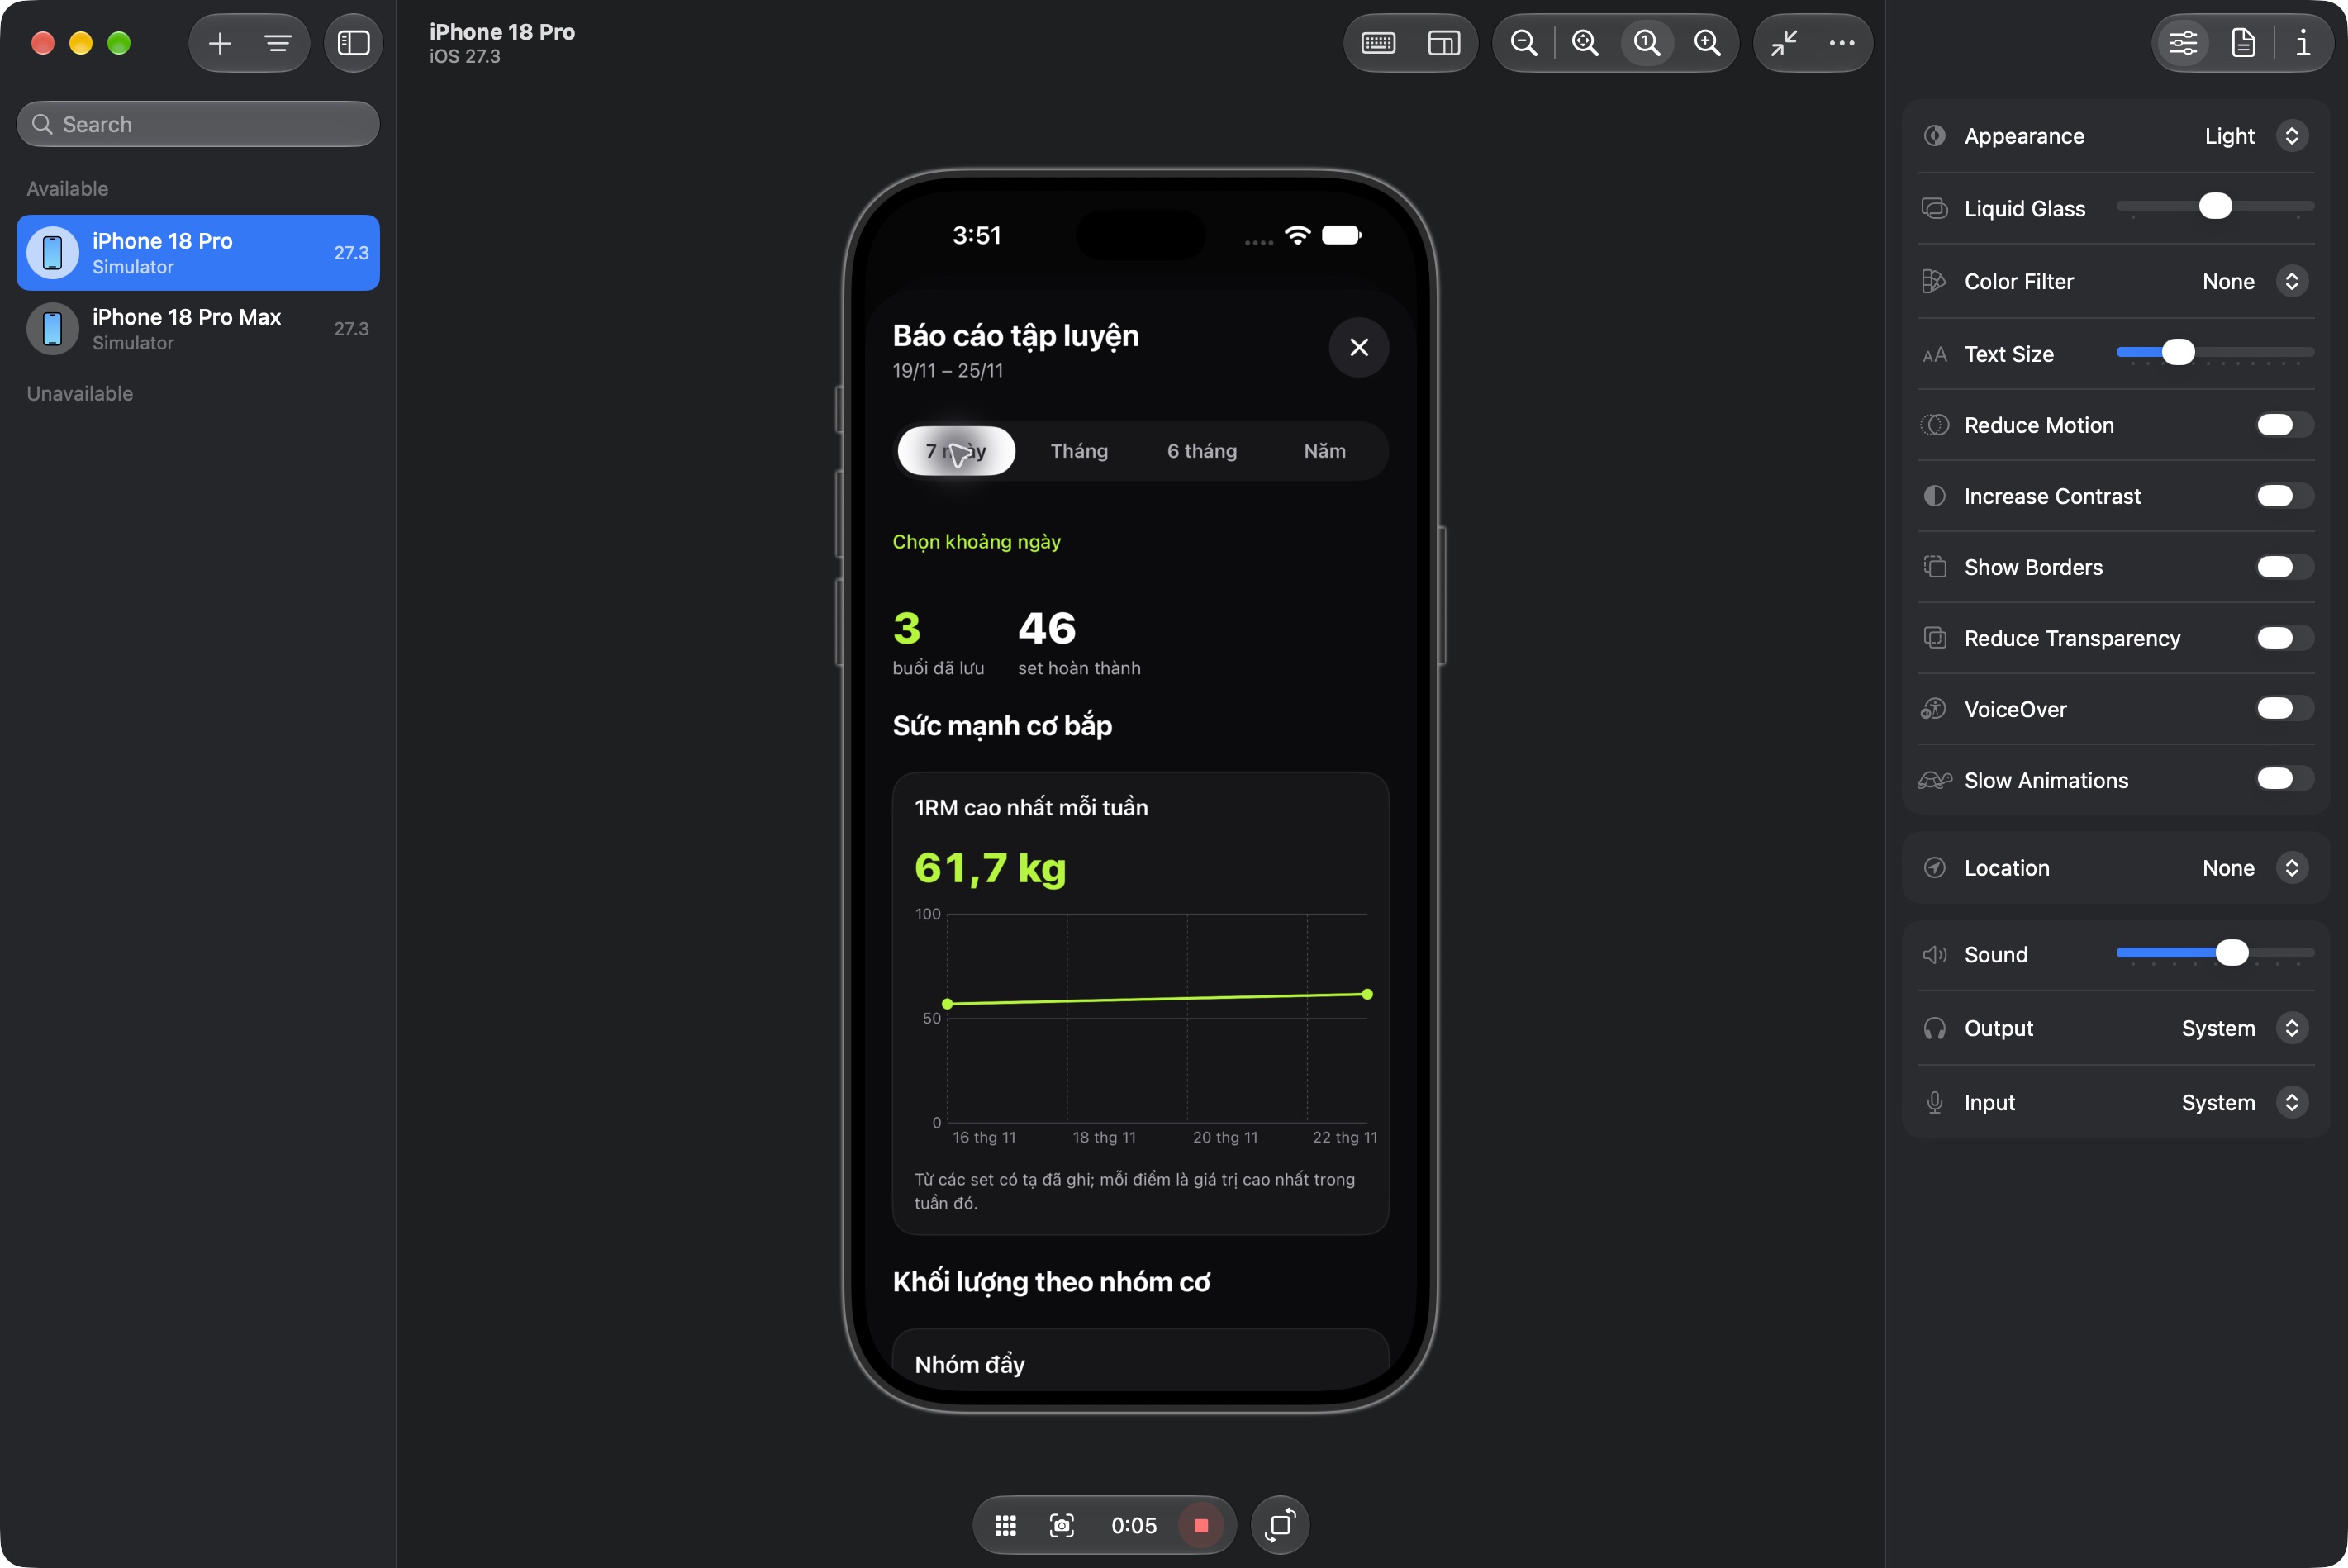 iPhone 18 Pro
iOS 27.3
Search
Available
iPhone 18 Pro
Simulator
27.3
iPhone 18 Pro Max
Simulator
27.3
Unavailable
3:51
Báo cáo tập luyện
19/11 – 25/11
7
Tháng
6 tháng
Năm
Chọn khoảng ngày
3
46
buổi đã lưu
set hoàn thành
Sức mạnh cơ bắp
1RM cao nhất mỗi tuần
61,7 kg
100
50
0
16 thg 11
18 thg 11
20 thg 11
22 thg 11
Từ các set có tạ đã ghi; mỗi điểm là giá trị cao nhất trong
tuần đó.
Khối lượng theo nhóm cơ
Nhóm đẩy
0:05
Appearance
Light
Liquid Glass
Color Filter
None
Text Size
Reduce Motion
Increase Contrast
Show Borders
Reduce Transparency
VoiceOver
Slow Animations
Location
None
Sound
Output
System
Input
System